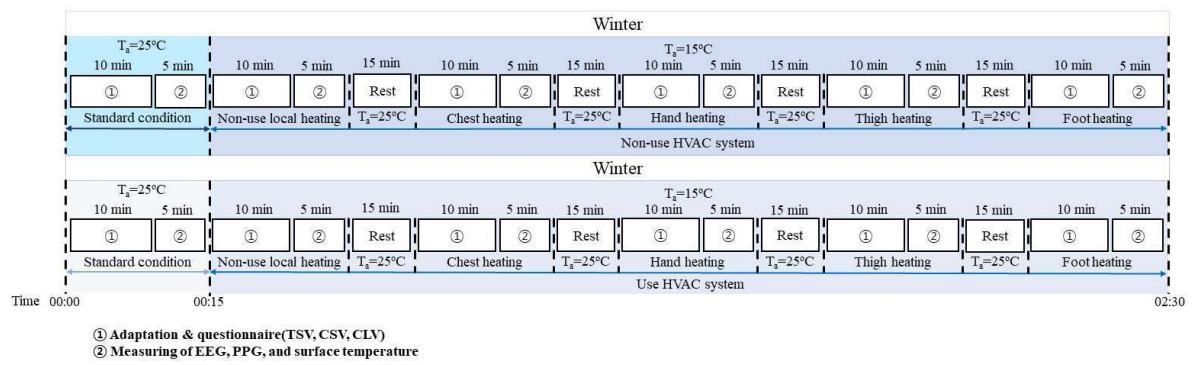 Winter
Tₐ=25°C Tₐ=15°C
10 min 5 min 10 min 5 min 15 min 10 min 5 min 15 min 10 min 5 min 15 min 10 min 5 min 15 min 10 min 5 min
① ② ① ② Rest ① ② Rest ① ② Rest ① ② Rest ① ②
Standard condition Non-use local heating Tₐ=25°C Chest heating Tₐ=25°C Hand heating Tₐ=25°C Thigh heating Tₐ=25°C Foot heating
Non-use HVAC system
Winter
Tₐ=25°C Tₐ=15°C
10 min 5 min 10 min 5 min 15 min 10 min 5 min 15 min 10 min 5 min 15 min 10 min 5 min 15 min 10 min 5 min
① ② ① ② Rest ① ② Rest ① ② Rest ① ② Rest ① ②
Standard condition Non-use local heating Tₐ=25°C Chest heating Tₐ=25°C Hand heating Tₐ=25°C Thigh heating Tₐ=25°C Foot heating
Use HVAC system
Time 00:00 00:15 02:30
① Adaptation & questionnaire(TSV, CSV, CLV)
② Measuring of EEG, PPG, and surface temperature